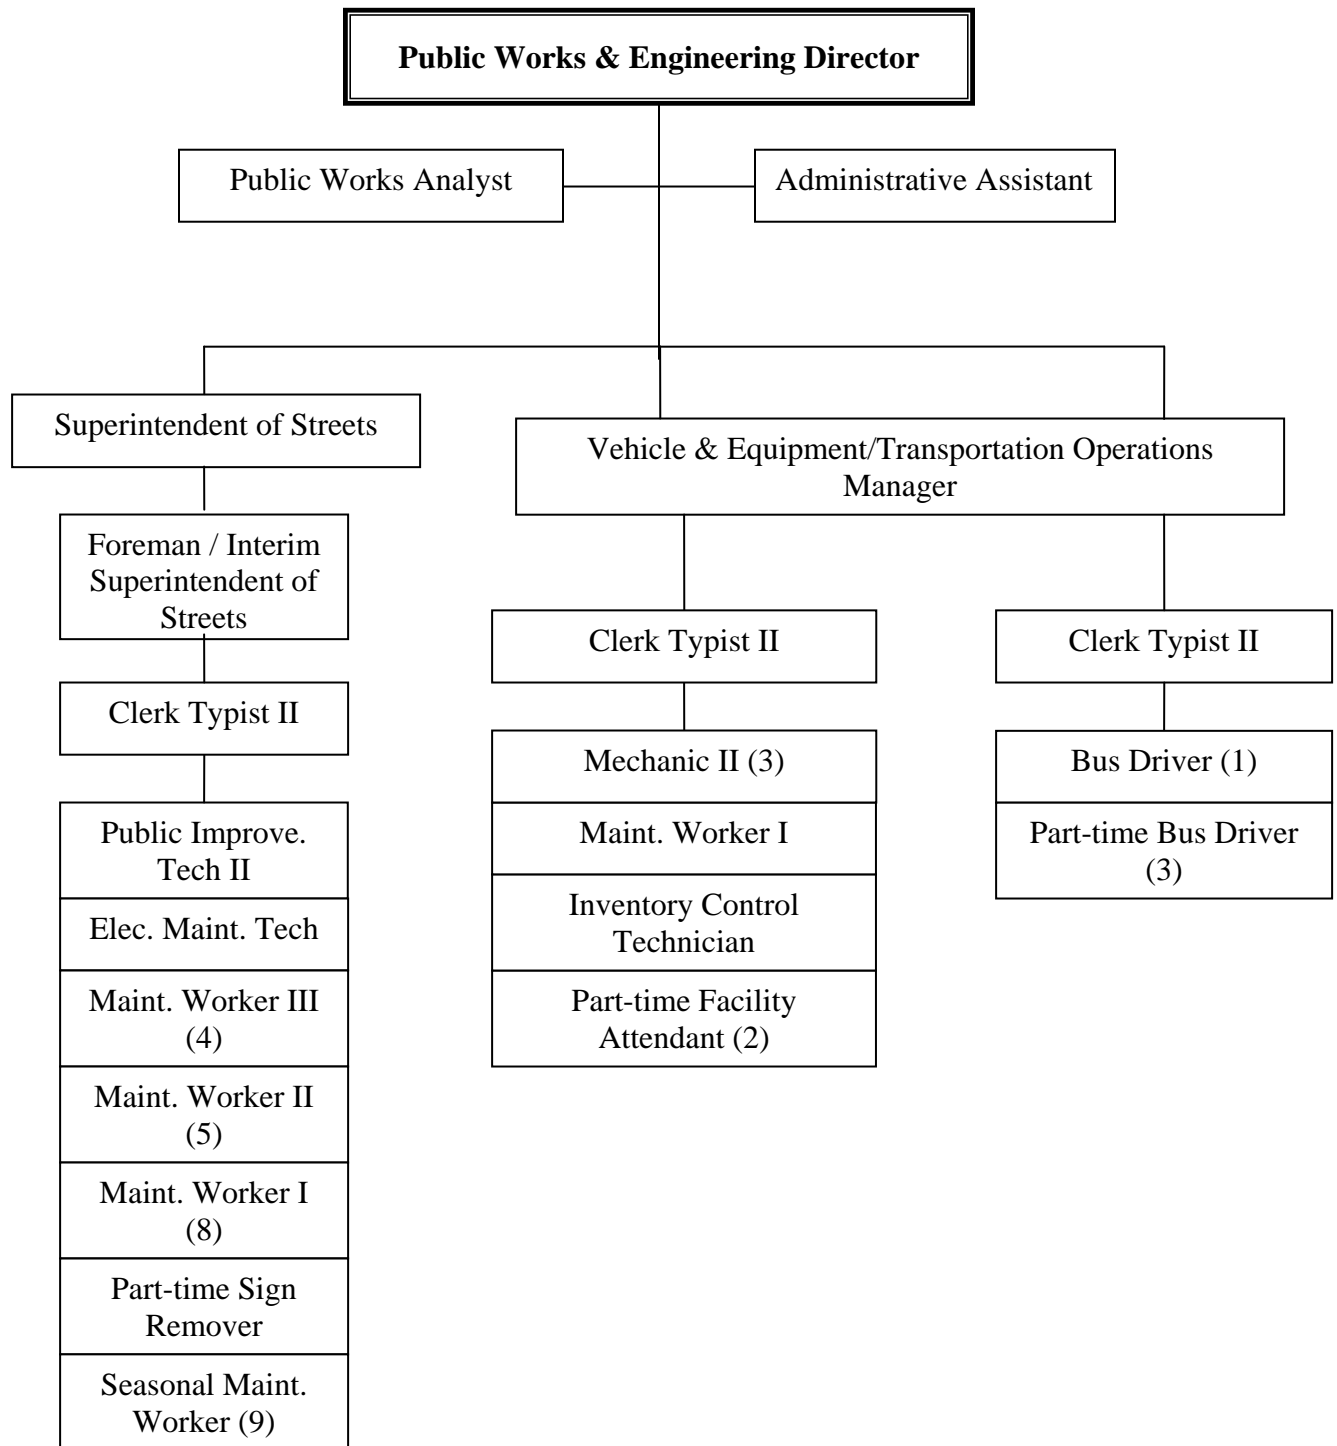 Public Works & Engineering Director
Public Works Analyst
Administrative Assistant
Superintendent of Streets
Vehicle & Equipment/Transportation Operations
Manager
Foreman / Interim
Superintendent of
Streets
Clerk Typist II
Public Improve.
Tech II
Elec. Maint. Tech
Maint. Worker III
(4)
Maint. Worker II
(5)
Maint. Worker I
(8)
Part-time Sign
Remover
Seasonal Maint.
Worker (9)
Clerk Typist II
Mechanic II (3)
Maint. Worker I
Inventory Control
Technician
Part-time Facility
Attendant (2)
Clerk Typist II
Bus Driver (1)
Part-time Bus Driver
(3)